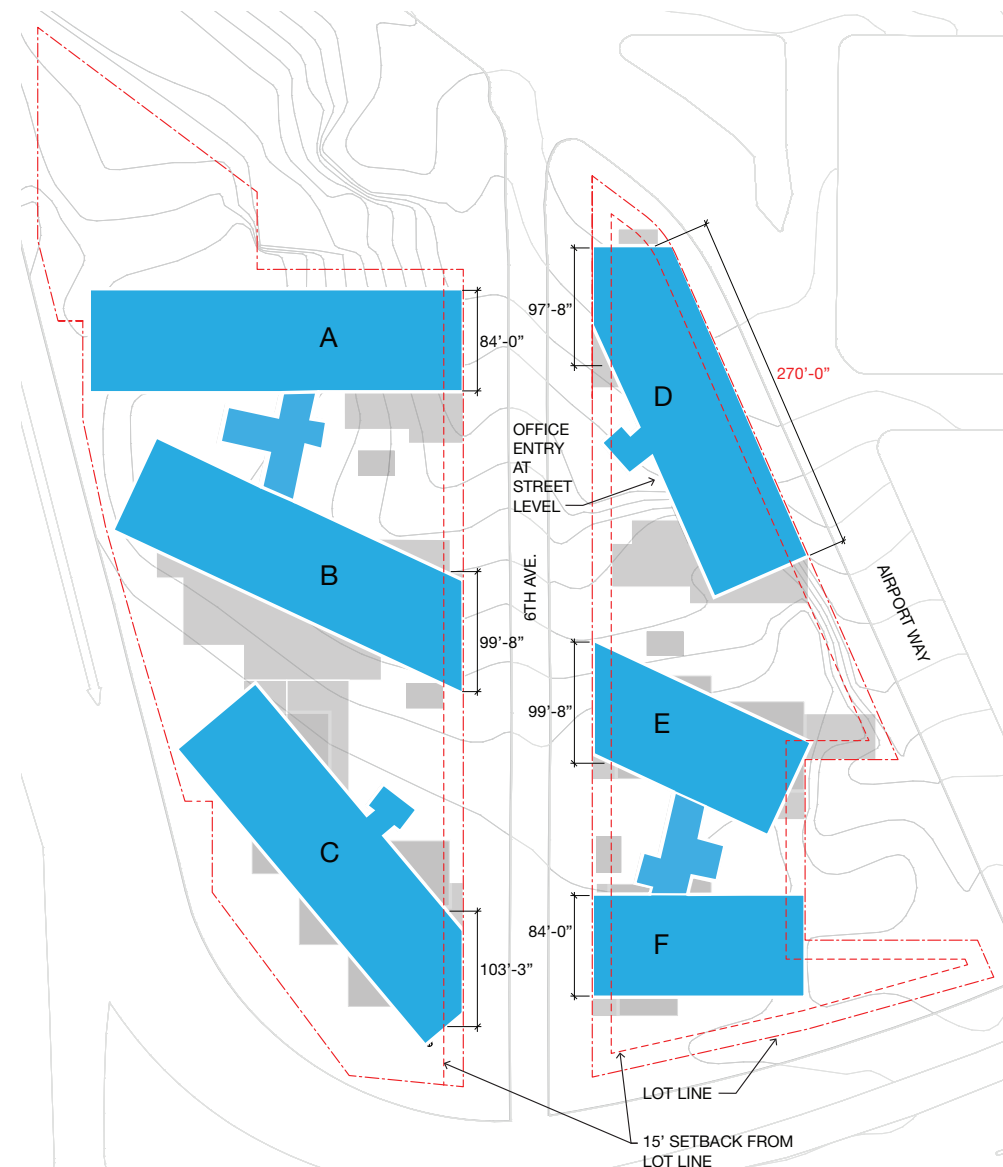 A
84'-0”
97'-8”
270'-0”
D
OFFICE
ENTRY
AT
STREET
LEVEL
B
6TH AVE.
AIRPORT WAY
99'-8”
99'-8”
E
C
84'-0”
F
103'-3”
LOT LINE
15' SETBACK FROM
LOT LINE